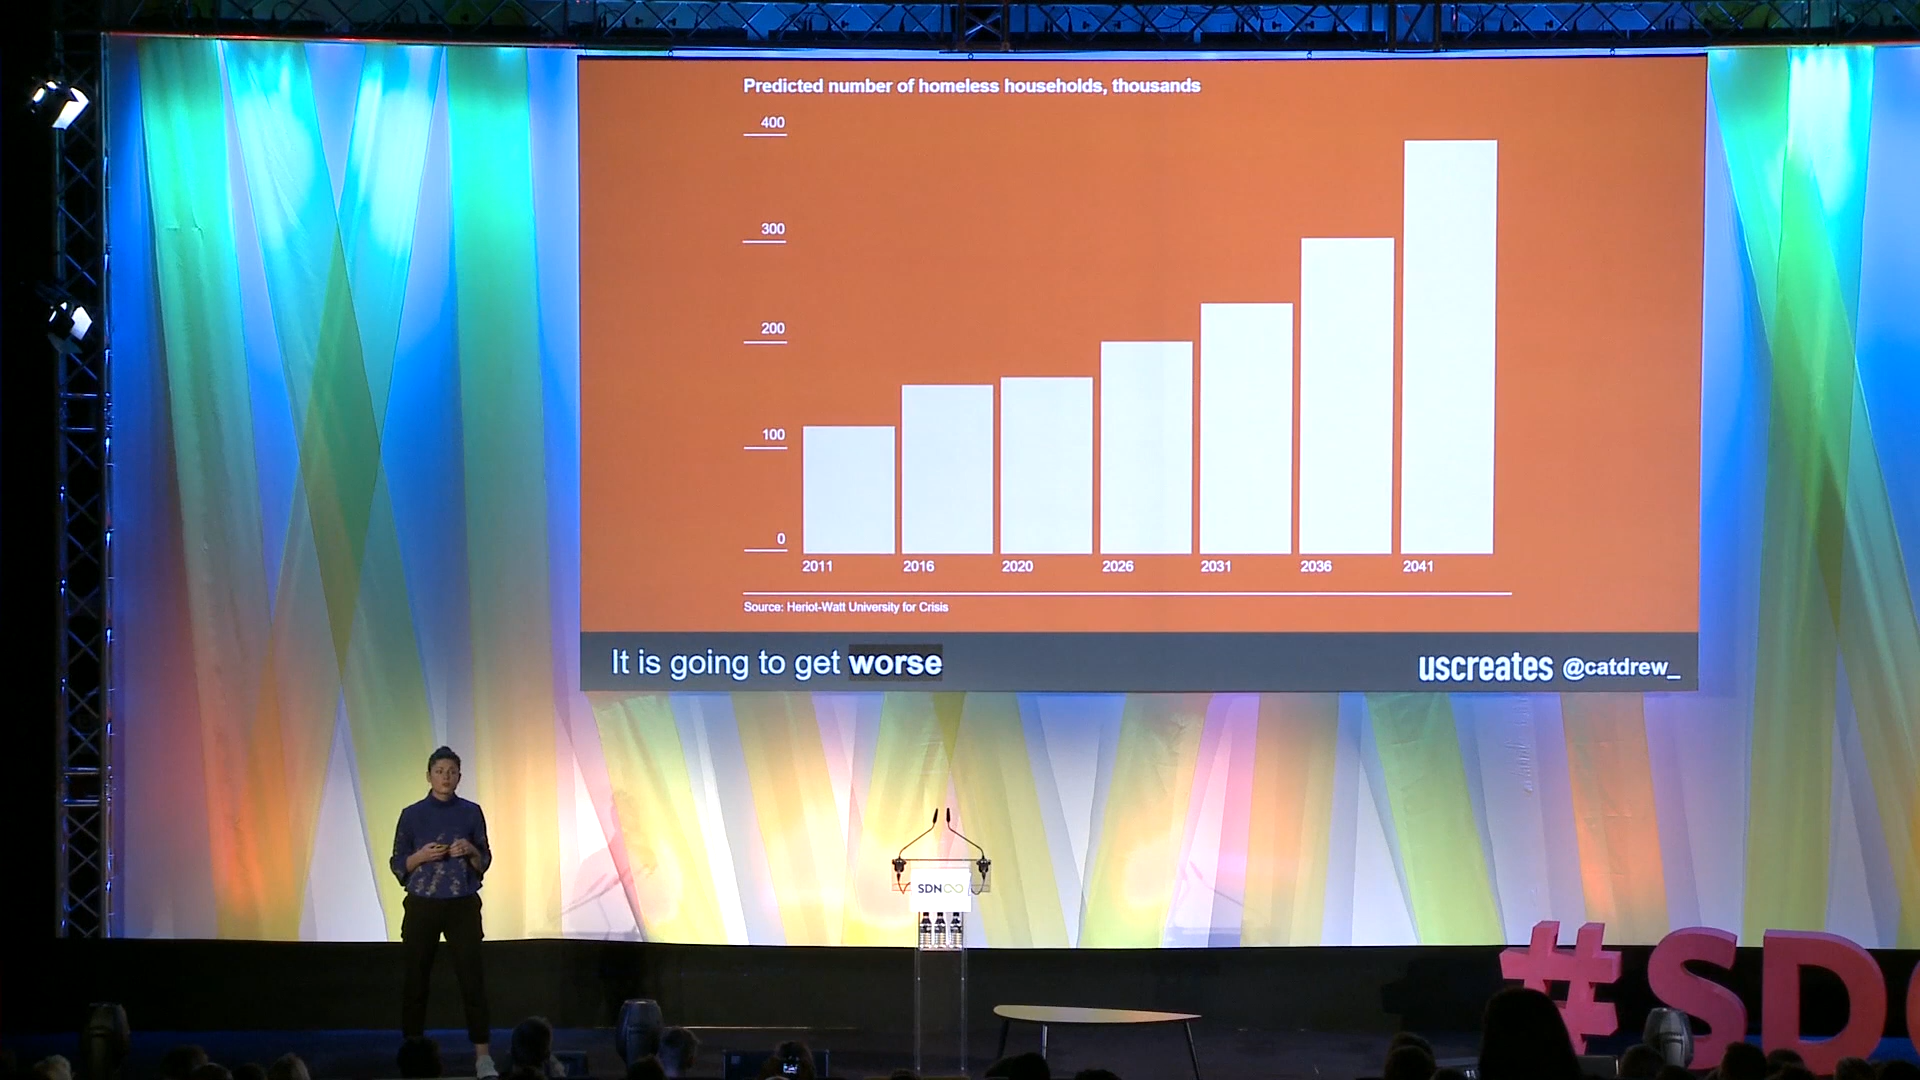 Predicted number of homeless households, thousands
400
300
200
100
0
2011 2016 2020 2026 2031 2036 2041
Source: Heriot-Watt University for Crisis
It is going to get worse
uscreates @catdrew_
SDN
#SD